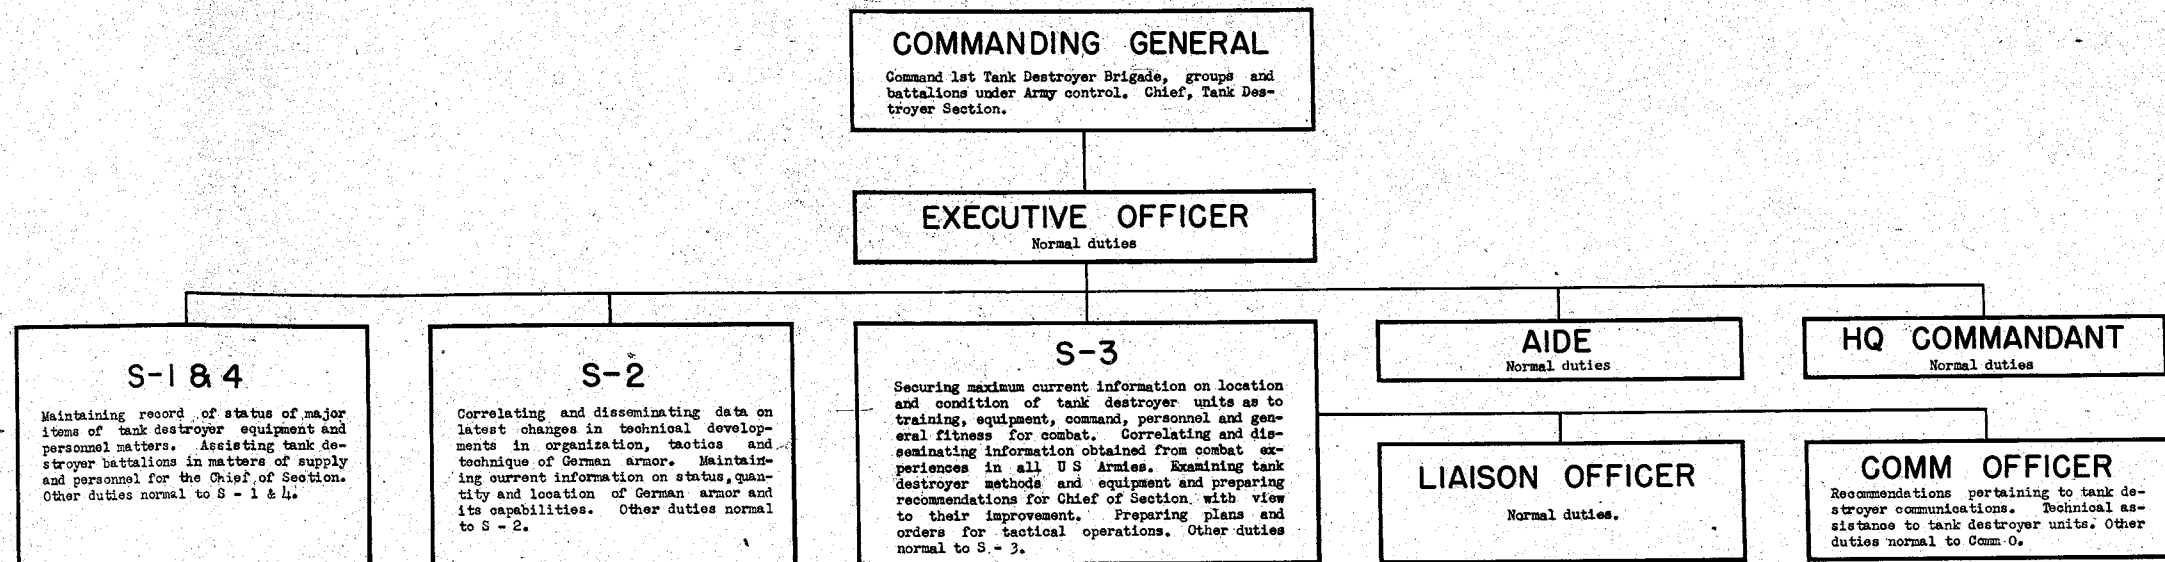 COMMANDING GENERAL
Command 1st Tank Destroyer Brigade, groups and
battalions under Army control. Chief, Tank Des-
troyer Section.
EXECUTIVE OFFICER
Normal duties
S-1 & 4
Maintaining record of status of major
items of tank destroyer equipment and
personnel matters. Assisting tank de-
stroyer battalions in matters of supply
and personnel for the Chief of Section.
Other duties normal to S - 1 & 4.
S-2
Correlating and disseminating data on
latest changes in technical develop-
ments in organization, tactics and
technique of German armor. Maintain-
ing current information on status, quan-
tity and location of German armor and
its capabilities. Other duties normal
to S - 2.
S-3
Securing maximum current information on location
and condition of tank destroyer units as to
training, equipment, command, personnel and gen-
eral fitness for combat. Correlating and dis-
seminating information obtained from combat ex-
periences in all U S Armies. Examining tank
destroyer methods and equipment and preparing
recommendations for Chief of Section with view
to their improvement. Preparing plans and
orders for tactical operations. Other duties
normal to S - 3.
AIDE
Normal duties
HQ COMMANDANT
Normal duties
LIAISON OFFICER
Normal duties.
COMM OFFICER
Recommendations pertaining to tank de-
stroyer communications. Technical as-
sistance to tank destroyer units. Other
duties normal to Comm O.